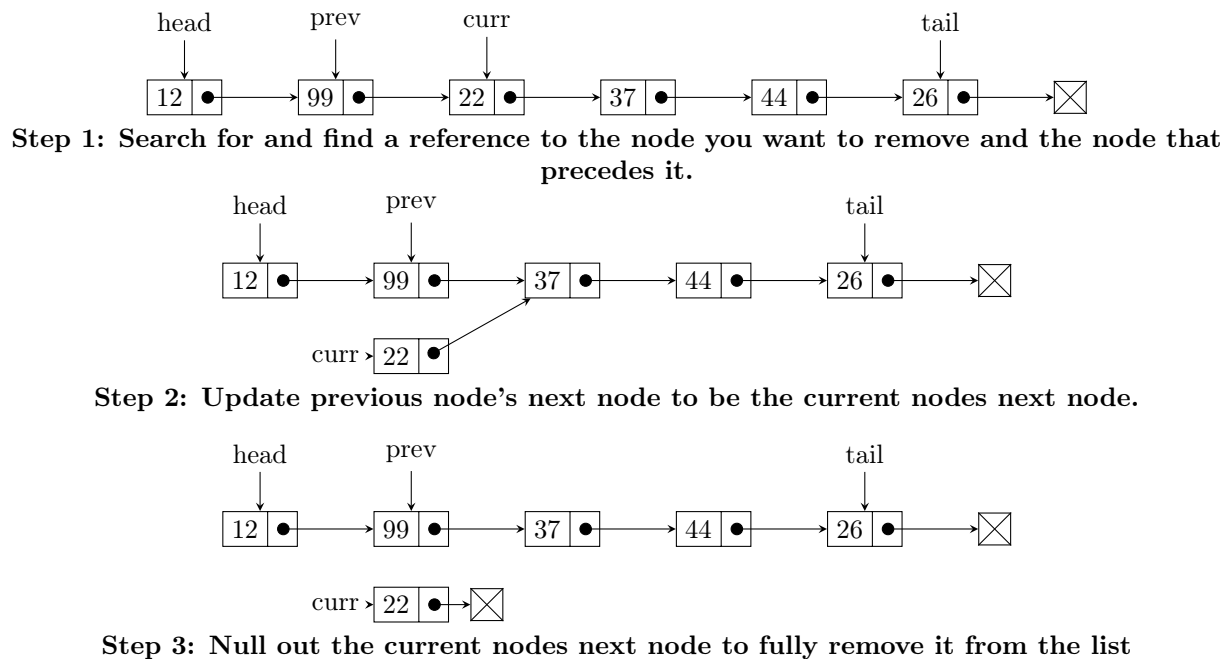 head prev curr tail
12 99 22 37 44 26
Step 1: Search for and find a reference to the node you want to remove and the node that
precedes it.
head prev tail
12 99 37 44 26
curr 22
Step 2: Update previous node's next node to be the current nodes next node.
head prev tail
12 99 37 44 26
curr 22
Step 3: Null out the current nodes next node to fully remove it from the list